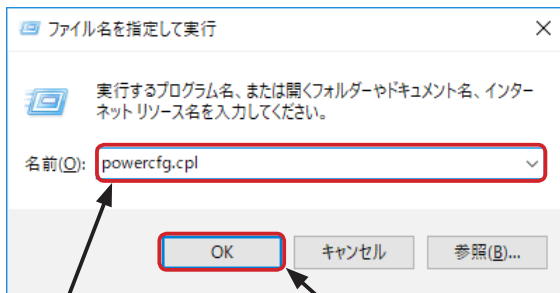 ファイル名を指定して実行
実行するプログラム名、または開くフォルダーやドキュメント名、インター
ネット リソース名を入力してください。
名前(O): powercfg.cpl
OK キャンセル 参照(B)...